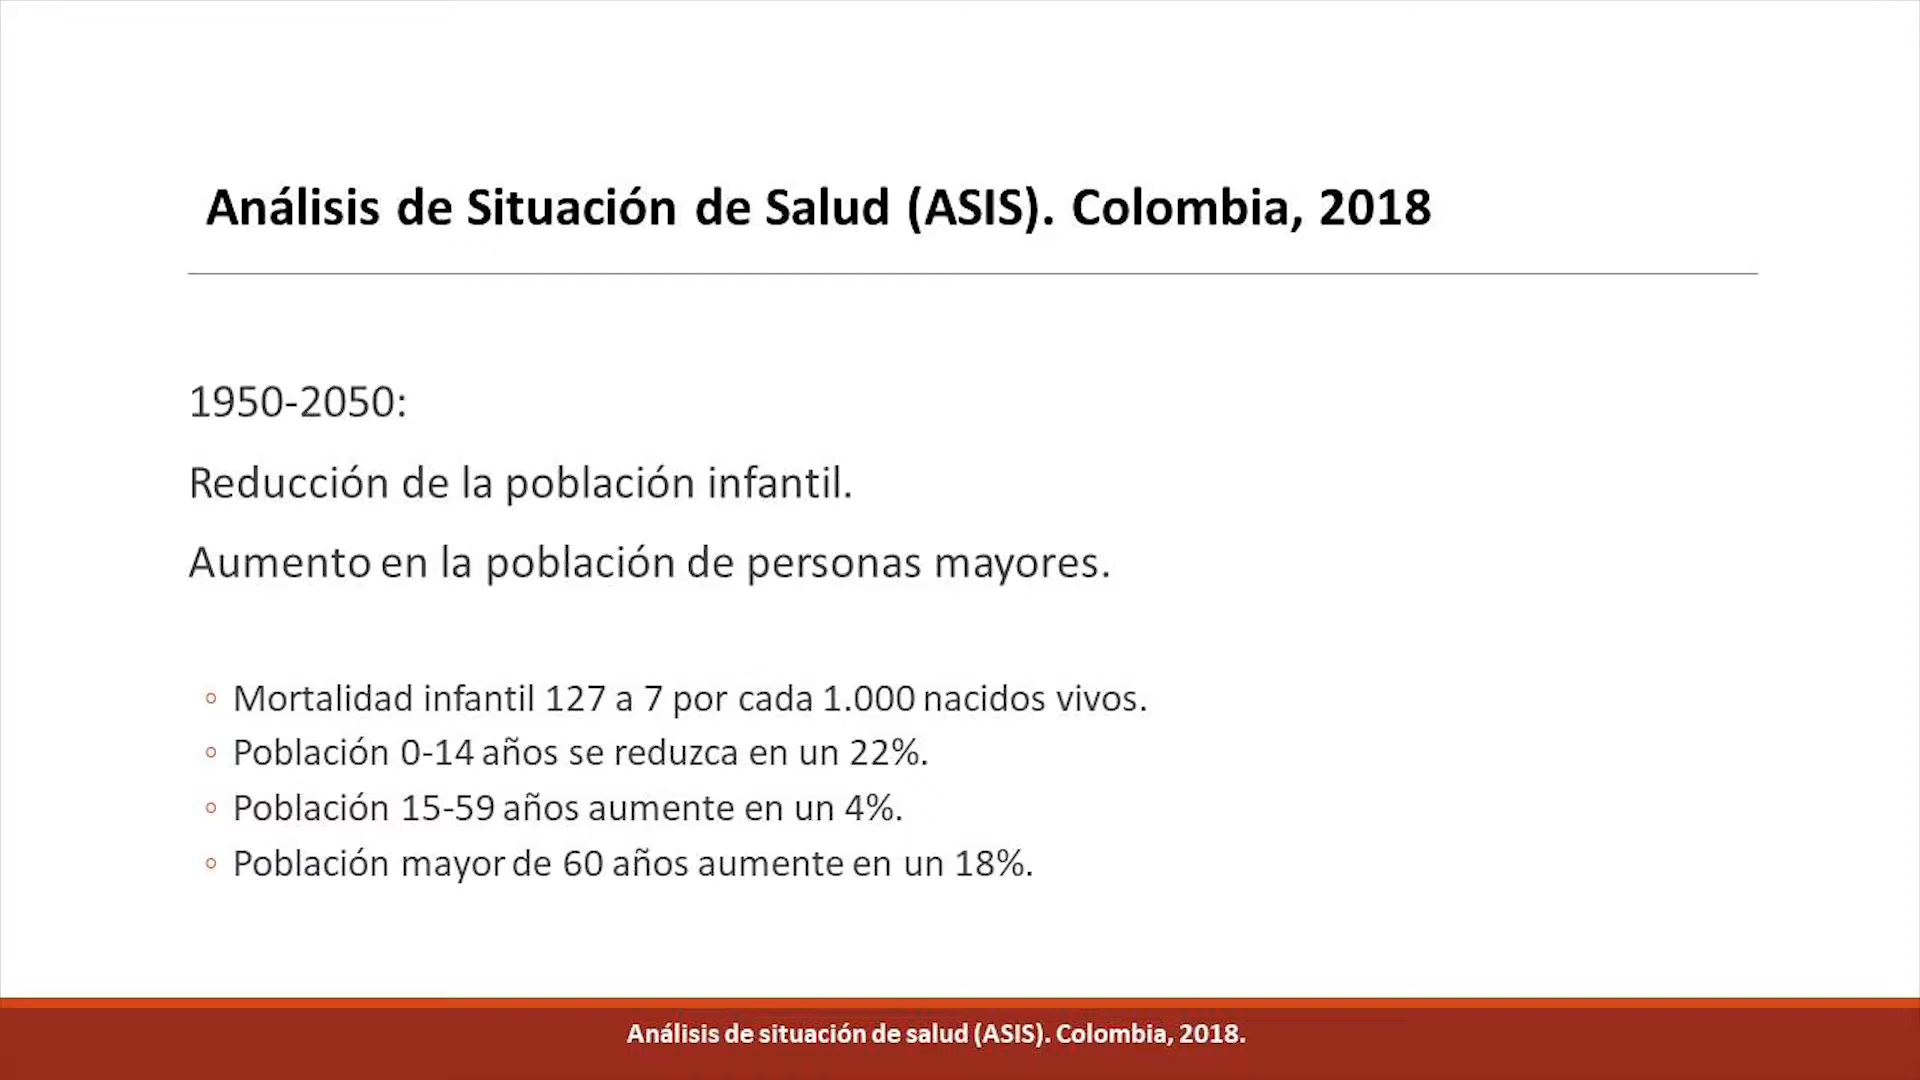 Análisis de Situación de Salud (ASIS). Colombia, 2018
1950-2050:
Reducción de la población infantil.
Aumento en la población de personas mayores.
◦ Mortalidad infantil 127 a 7 por cada 1.000 nacidos vivos.
◦ Población 0-14 años se reduzca en un 22%.
◦ Población 15-59 años aumente en un 4%.
◦ Población mayor de 60 años aumente en un 18%.
Análisis de situación de salud (ASIS). Colombia, 2018.